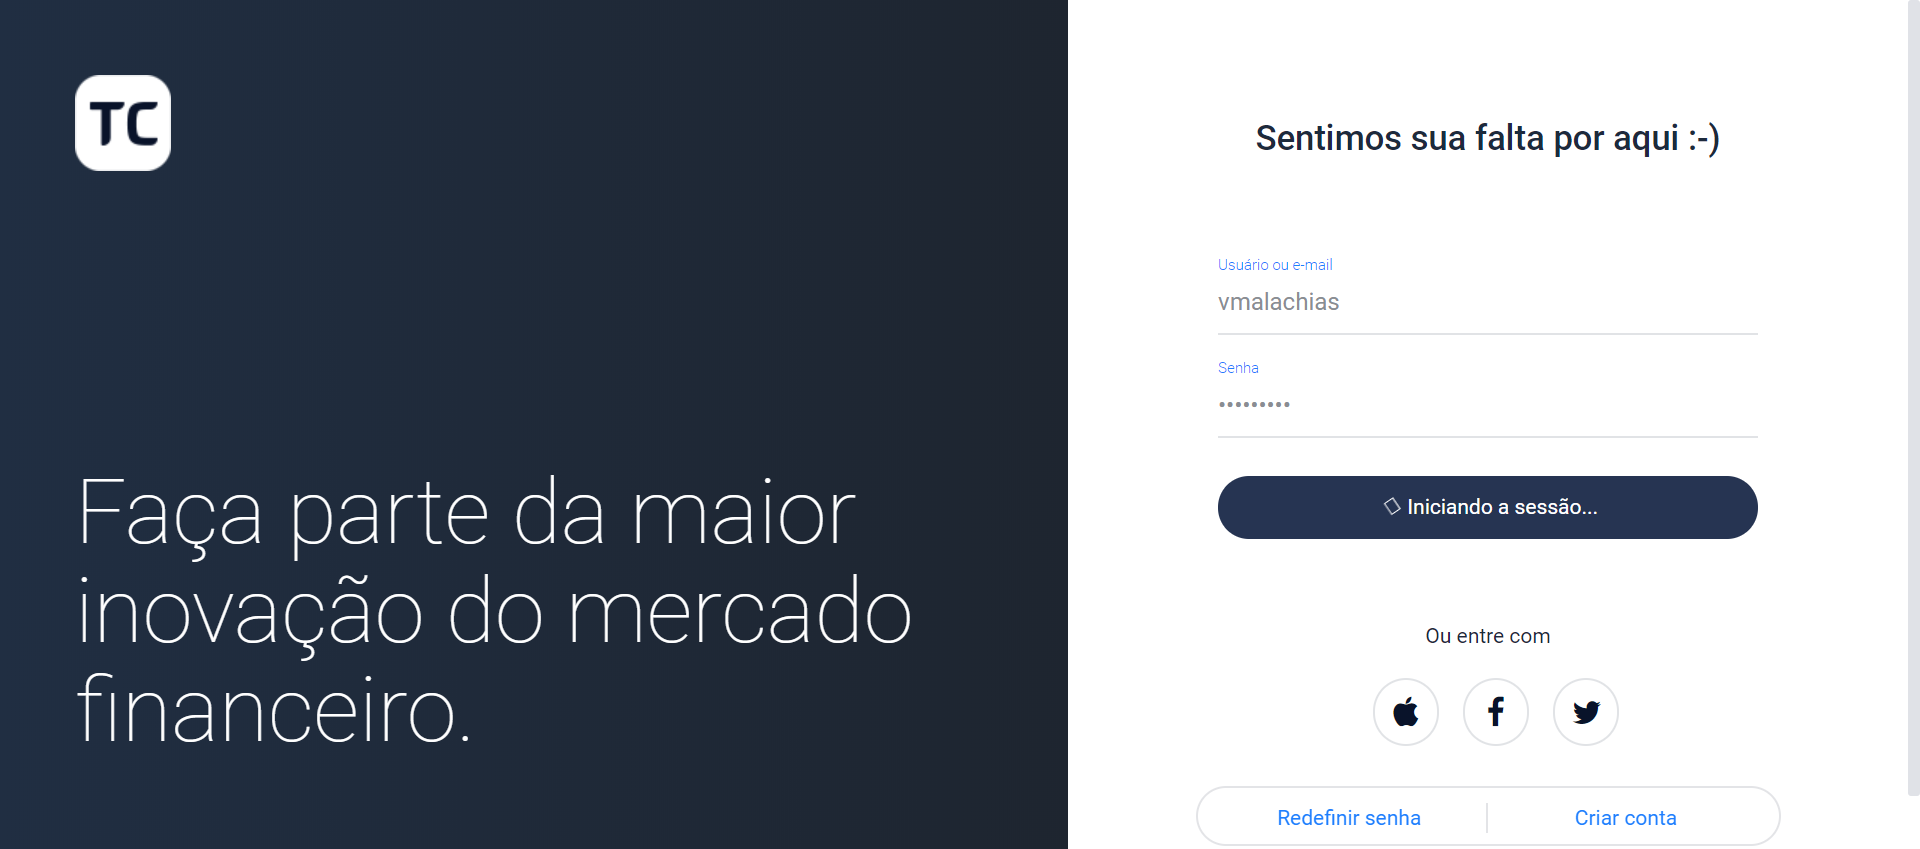 TC
Faça parte da maior
inovação do mercado
financeiro.
Sentimos sua falta por aqui :-)
Usuário ou e-mail
vmalachias
Senha
•••••••••
Iniciando a sessão...
Ou entre com
Redefinir senha
Criar conta